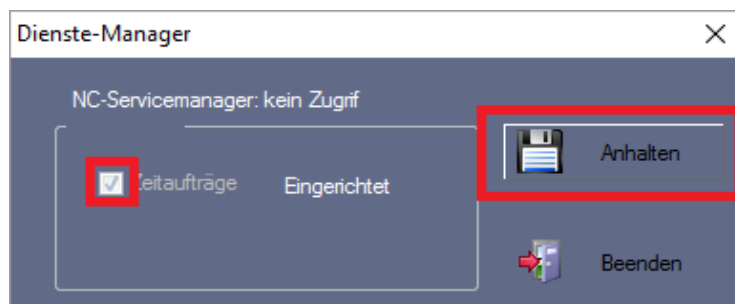 Dienste-Manager
NC-Servicemanager: kein Zugrif
Anhalten
Zeitaufträge Eingerichtet
Beenden